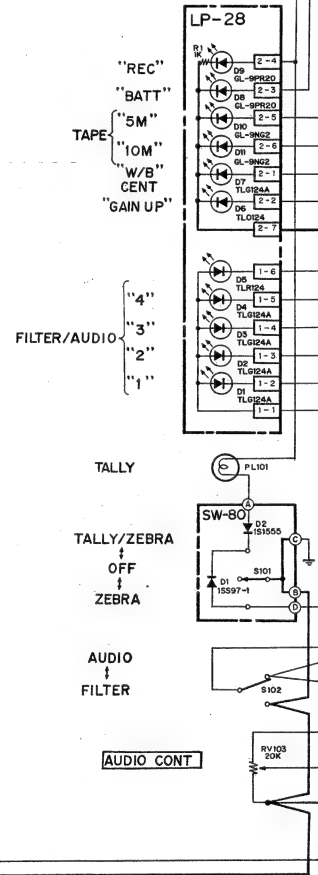 LP-28
R1
1K
2-4
"REC"
D9
GL-9PR20
2-3
"BATT"
D8
GL-9PR20
2-5
"5M"
TAPE
D10
GL-9NG2
2-6
"10M"
D11
GL-9NG2
2-1
"W/B"
CENT
D7
TLG124A
2-2
"GAIN UP"
D6
TLO124
2-7
1-6
D5
TLR124
1-5
"4"
D4
TLG124A
1-4
"3"
D3
TLG124A
FILTER/AUDIO
1-3
"2"
D2
TLG124A
1-2
"1"
D1
TLG124A
1-1
TALLY
PL101
A
SW-80
D2
1S1555
C
TALLY/ZEBRA
OFF
ZEBRA
S101
D1
1SS97-1
B
D
AUDIO
FILTER
S102
AUDIO CONT
RV103
20K